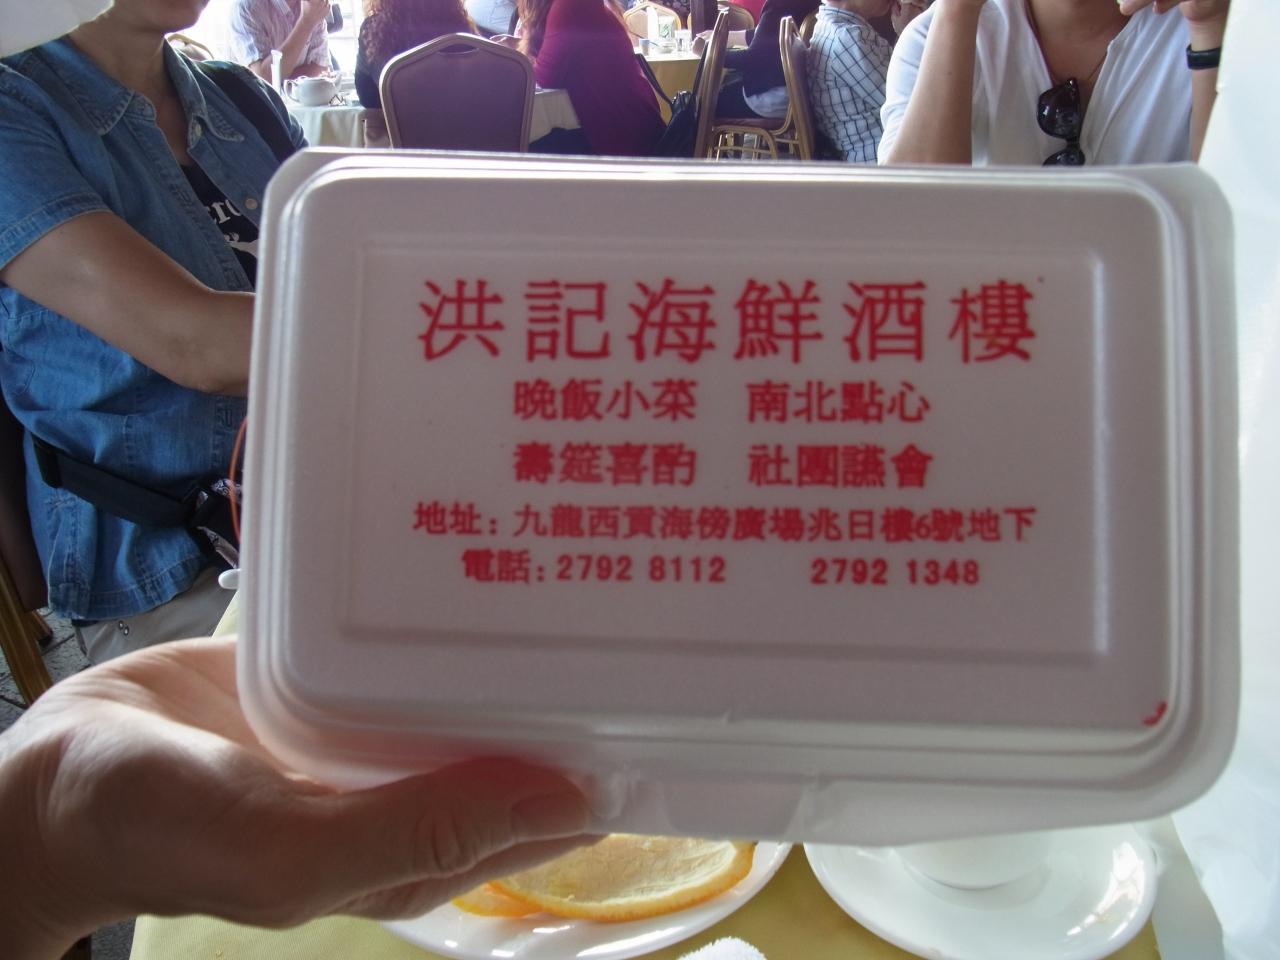 洪記海鮮酒樓
晚飯小菜 南北點心
壽筵喜酌 社團讌會
地址：九龍西貢海傍廣場兆日樓6號地下
電話：2792 8112 2792 1348